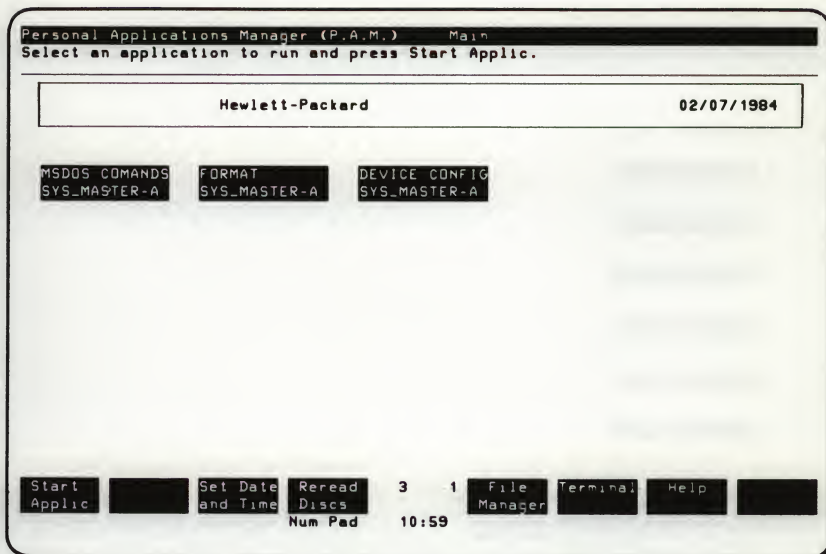 Personal Applications Manager (P.A.M.) Main
Select an application to run and press Start Applic.
Hewlett-Packard 02/07/1984
MSDOS COMANDS FORMAT DEVICE CONFIG
SYS_MASTER-A SYS_MASTER-A SYS_MASTER-A
Start Set Date Reread 3 1 File Terminal Help
Applic and Time Discs Manager
Num Pad 10:59